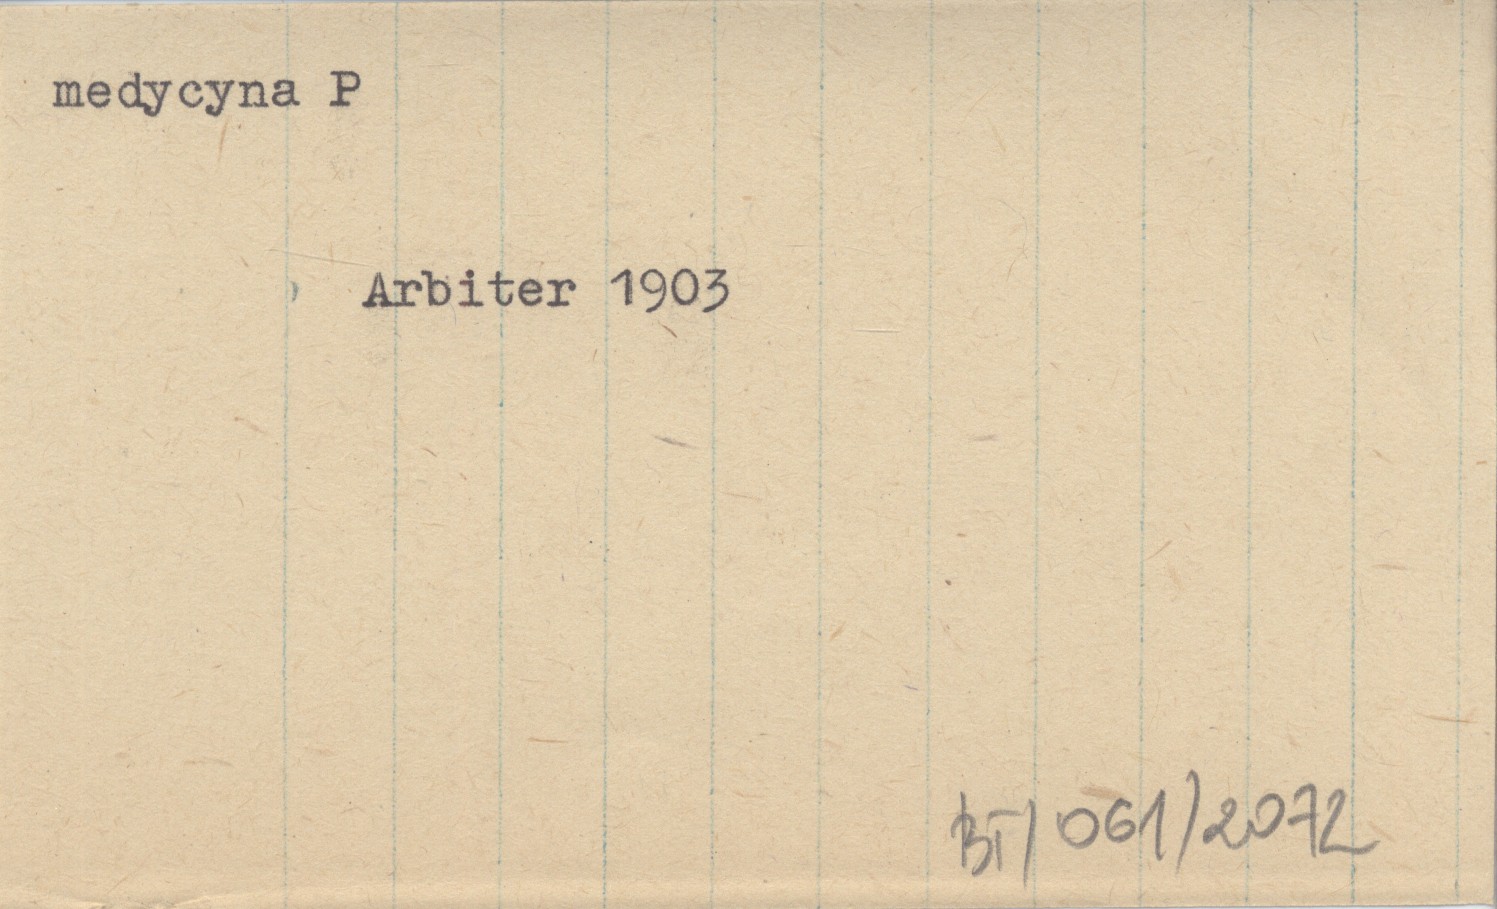 medycyna P
Arbiter 1903
BT/061/2072